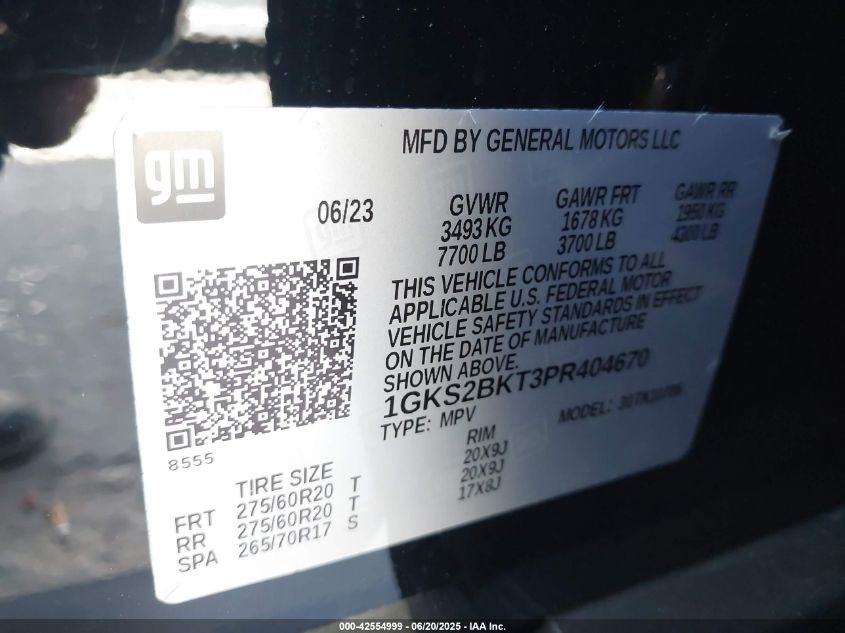 gm
MFD BY GENERAL MOTORS LLC
06/23
GVWR GAWR FRT GAWR RR
3493 KG 1678 KG 1950 KG
7700 LB 3700 LB 4300 LB
THIS VEHICLE CONFORMS TO ALL
APPLICABLE U.S. FEDERAL MOTOR
VEHICLE SAFETY STANDARDS IN EFFECT
ON THE DATE OF MANUFACTURE
SHOWN ABOVE.
1GKS2BKT3PR404670
TYPE: MPV MODEL:
8555
TIRE SIZE RIM
FRT 275/60R20 T 20X9J
RR 275/60R20 T 20X9J
SPA 265/70R17 S 17X8J
000-42554999 - 06/20/2025 - IAA Inc.